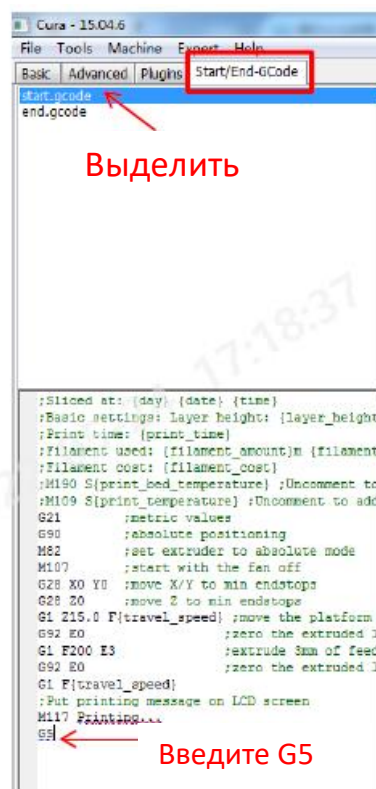 Cura - 15.04.6
File Tools Machine Expert Help
Basic Advanced Plugins Start/End-GCode
start.gcode
end.gcode
Выделить
17:18:37
;Sliced at: {day} {date} {time}
;Basic settings: Layer height: {layer_height
;Print time: {print_time}
;Filament used: {filament_amount}m {filament
;Filament cost: {filament_cost}
;M190 S{print_bed_temperature} ;Uncomment to
;M109 S{print_temperature} ;Uncomment to add
G21 ;metric values
G90 ;absolute positioning
M82 ;set extruder to absolute mode
M107 ;start with the fan off
G28 X0 Y0 ;move X/Y to min endstops
G28 Z0 ;move Z to min endstops
G1 Z15.0 F{travel_speed} ;move the platform
G92 E0 ;zero the extruded l
G1 F200 E3 ;extrude 3mm of feed
G92 E0 ;zero the extruded l
G1 F{travel_speed}
;Put printing message on LCD screen
M117 Printing...
G5
Введите G5